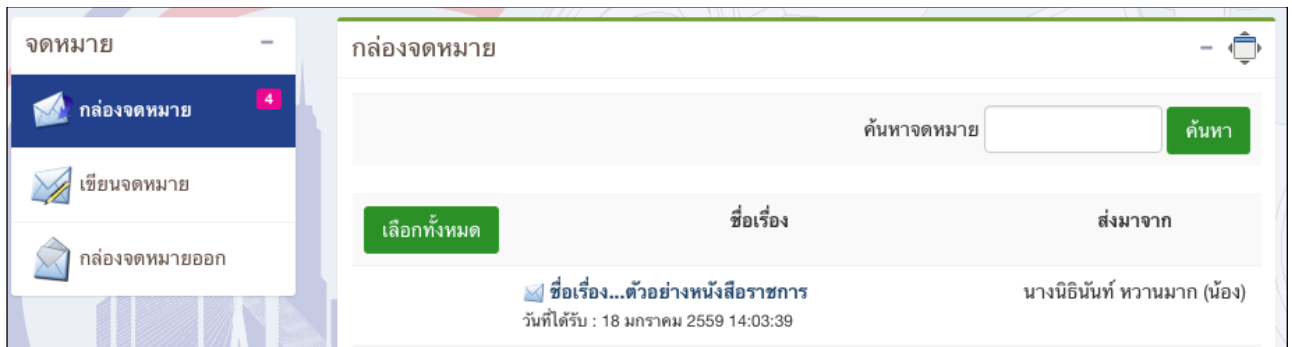 จดหมาย
กล่องจดหมาย 4
เขียนจดหมาย
กล่องจดหมายออก
กล่องจดหมาย
ค้นหาจดหมาย ค้นหา
เลือกทั้งหมด ชื่อเรื่อง ส่งมาจาก
ชื่อเรื่อง...ตัวอย่างหนังสือราชการ นางนิธินันท์ หวานมาก (น้อง)
วันที่ได้รับ : 18 มกราคม 2559 14:03:39